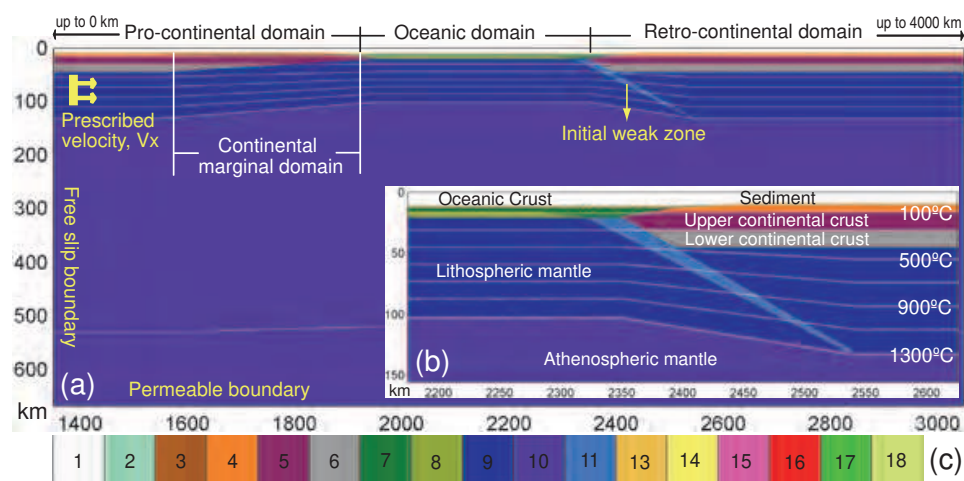 up to 0 km
Pro-continental domain
Oceanic domain
Retro-continental domain
up to 4000 km
0
100
200
300
400
500
600
km
Prescribed
velocity, Vx
Continental
marginal domain
Initial weak zone
Free slip boundary
(a)
Permeable boundary
1400
1600
1800
2000
2200
2400
2600
2800
3000
0
50
100
150
km
Oceanic Crust
Sediment
100ºC
Upper continental crust
Lower continental crust
500ºC
Lithospheric mantle
900ºC
1300ºC
(b)
Athenospheric mantle
2200
2250
2300
2350
2400
2450
2500
2550
2600
1
2
3
4
5
6
7
8
9
10
11
13
14
15
16
17
18
(c)